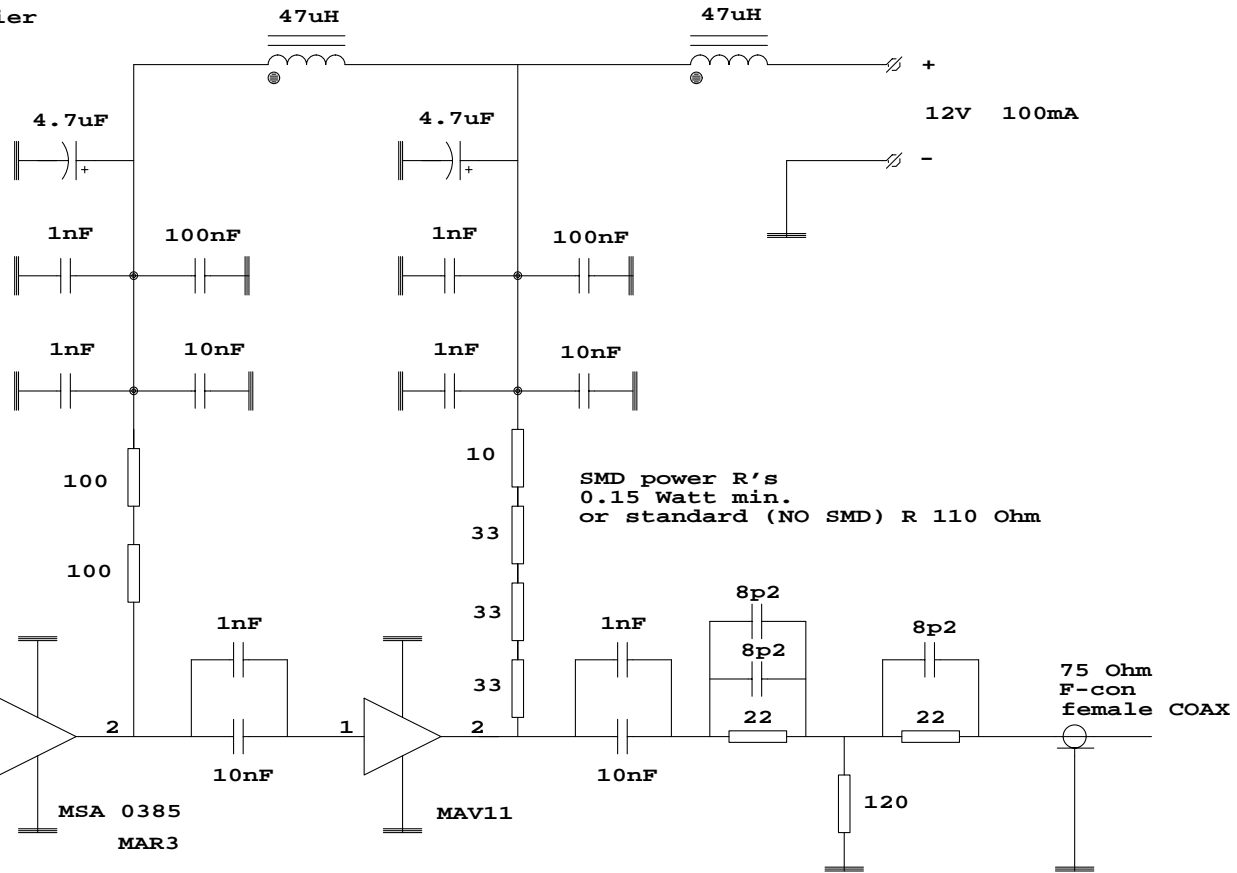 47uH
47uH
+
4.7uF
4.7uF
12V 100mA
+
+
-
1nF
100nF
1nF
100nF
1nF
10nF
1nF
10nF
10
100
SMD power R's
0.15 Watt min.
or standard (NO SMD) R 110 Ohm
33
100
8p2
33
1nF
1nF
8p2
8p2
75 Ohm
F-con
female COAX
33
2
1
2
22
22
10nF
10nF
120
MSA 0385
MAV11
MAR3